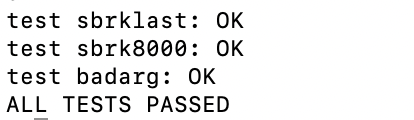 test sbrklast: OK
test sbrk8000: OK
test badarg: OK
ALL TESTS PASSED